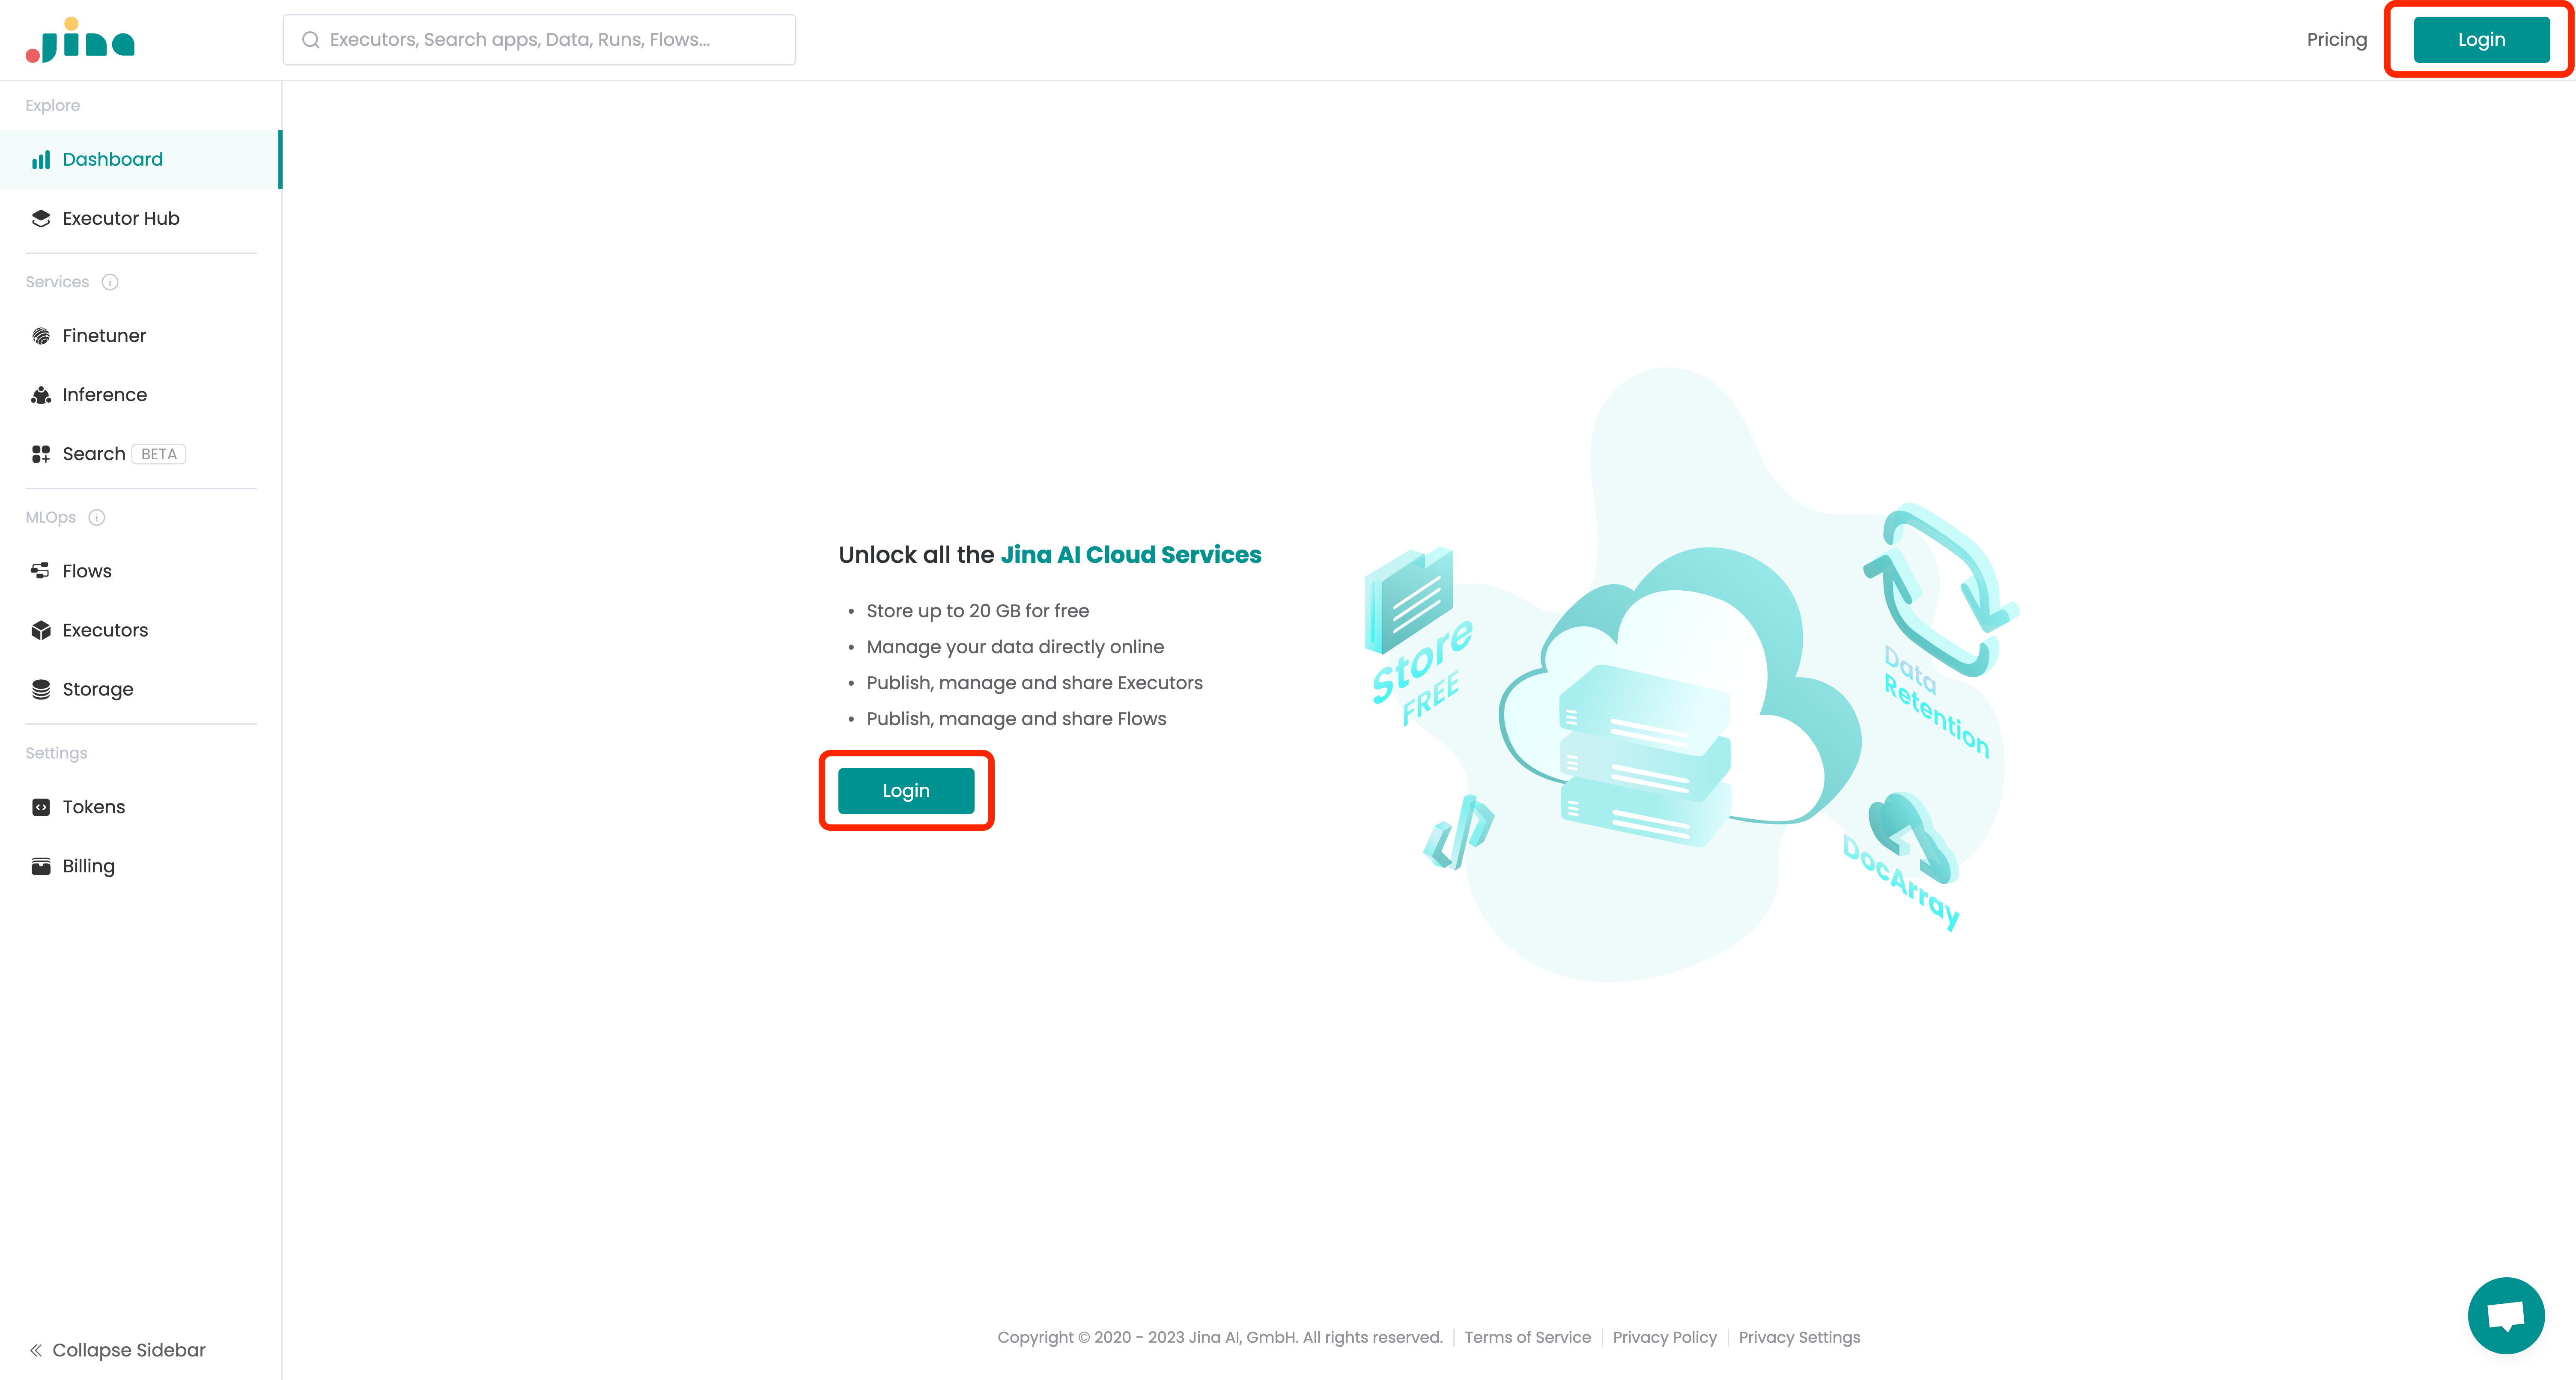 Jina
Executors, Search apps, Data, Runs, Flows...
Pricing
Login
Explore
Dashboard
Executor Hub
Services
Finetuner
Inference
Search BETA
MLOps
Flows
Executors
Storage
Settings
Tokens
Billing
Collapse Sidebar
Unlock all the Jina AI Cloud Services
• Store up to 20 GB for free
• Manage your data directly online
• Publish, manage and share Executors
• Publish, manage and share Flows
Login
Store
FREE
Data
Retention
DocArray
Copyright © 2020 - 2023 Jina AI, GmbH. All rights reserved. Terms of Service Privacy Policy Privacy Settings